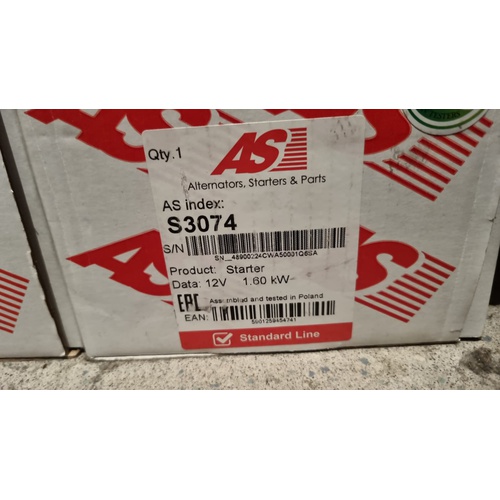 Qty.1
AS
Alternators, Starters & Parts
AS index:
S3074
S/N
SN__48900224CWA50001Q6SA
Product: Starter
Data: 12V 1.60 kW
EAC Assembled and tested in Poland
EAN:
5901259454741
Standard Line